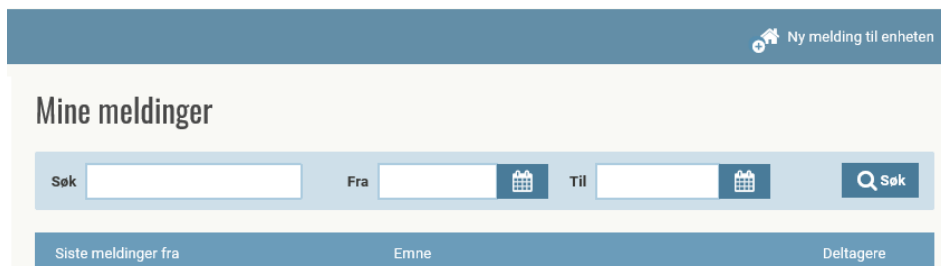 Ny melding til enheten
Mine meldinger
Søk Fra Til Søk
Siste meldinger fra Emne Deltagere